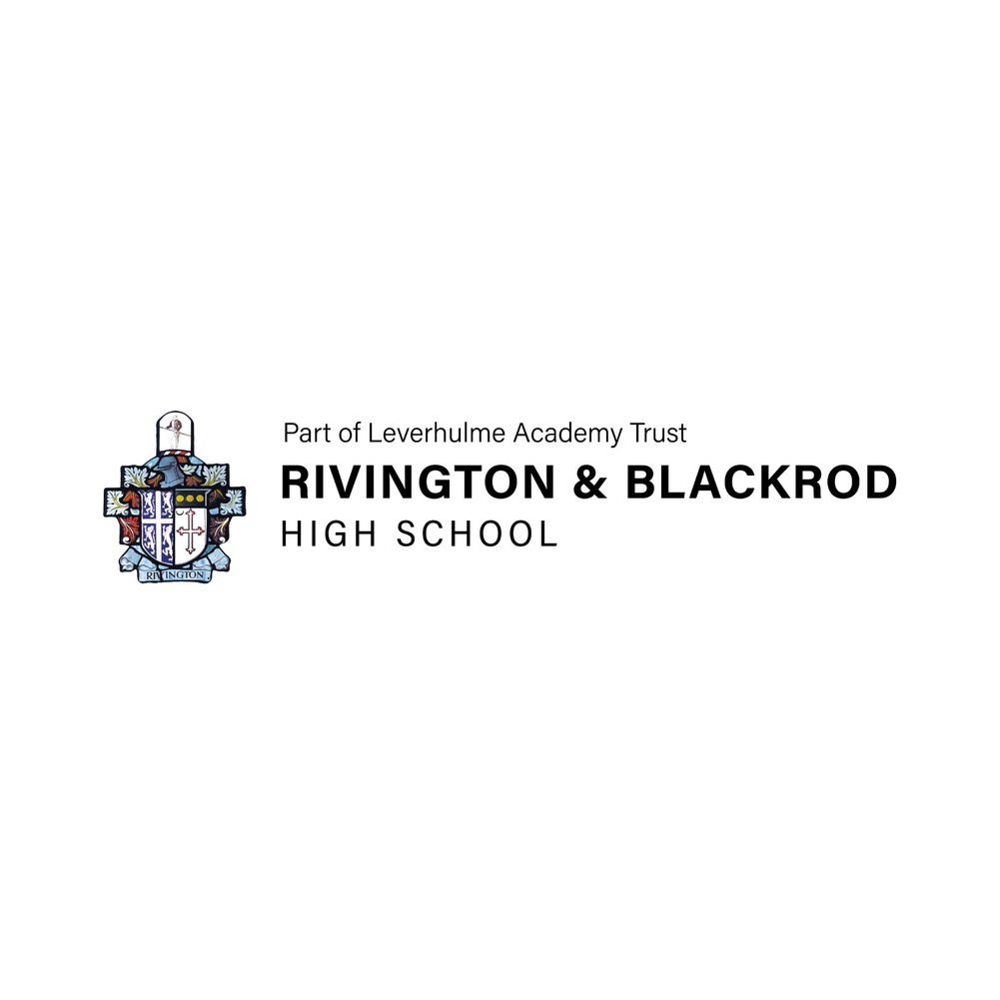 Part of Leverhulme Academy Trust
RIVINGTON & BLACKROD
HIGH SCHOOL
RIVINGTON